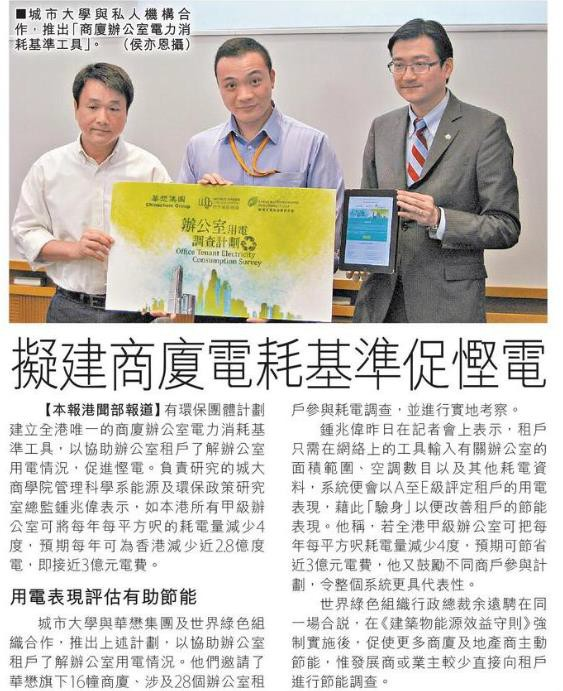 ■城市大學與私人機構合
作，推出「商廈辦公室電力消
耗基準工具」。 （侯亦恩攝）
華懋集團
Chinachem Group
辦公室用電
調查計劃
Office Tenant Electricity
Consumption Survey
擬建商廈電耗基準促慳電
【本報港聞部報道】有環保團體計劃
建立全港唯一的商廈辦公室電力消耗基
準工具，以協助辦公室租戶了解辦公室
用電情況，促進慳電。負責研究的城大
商學院管理科學系能源及環保政策研究
室總監鍾兆偉表示，如本港所有甲級辦
公室可將每年每平方呎的耗電量減少4
度，預期每年可為香港減少近2.8億度
電，即接近3億元電費。
用電表現評估有助節能
城市大學與華懋集團及世界綠色組
織合作，推出上述計劃，以協助辦公室
租戶了解辦公室用電情況。他們邀請了
華懋旗下16幢商廈、涉及28個辦公室租
戶參與耗電調查，並進行實地考察。
鍾兆偉昨日在記者會上表示，租戶
只需在網絡上的工具輸入有關辦公室的
面積範圍、空調數目以及其他耗電資
料，系統便會以A至E級評定租戶的用電
表現，藉此「驗身」以便改善租戶的節能
表現。他稱，若全港甲級辦公室可把每
年每平方呎耗電量減少4度，預期可節省
近3億元電費，他又鼓勵不同商戶參與計
劃，令整個系統更具代表性。
世界綠色組織行政總裁余遠騁在同
一場合說，在《建築物能源效益守則》強
制實施後，促使更多商廈及地產商主動
節能，惟發展商或業主較少直接向租戶
進行節能調查。